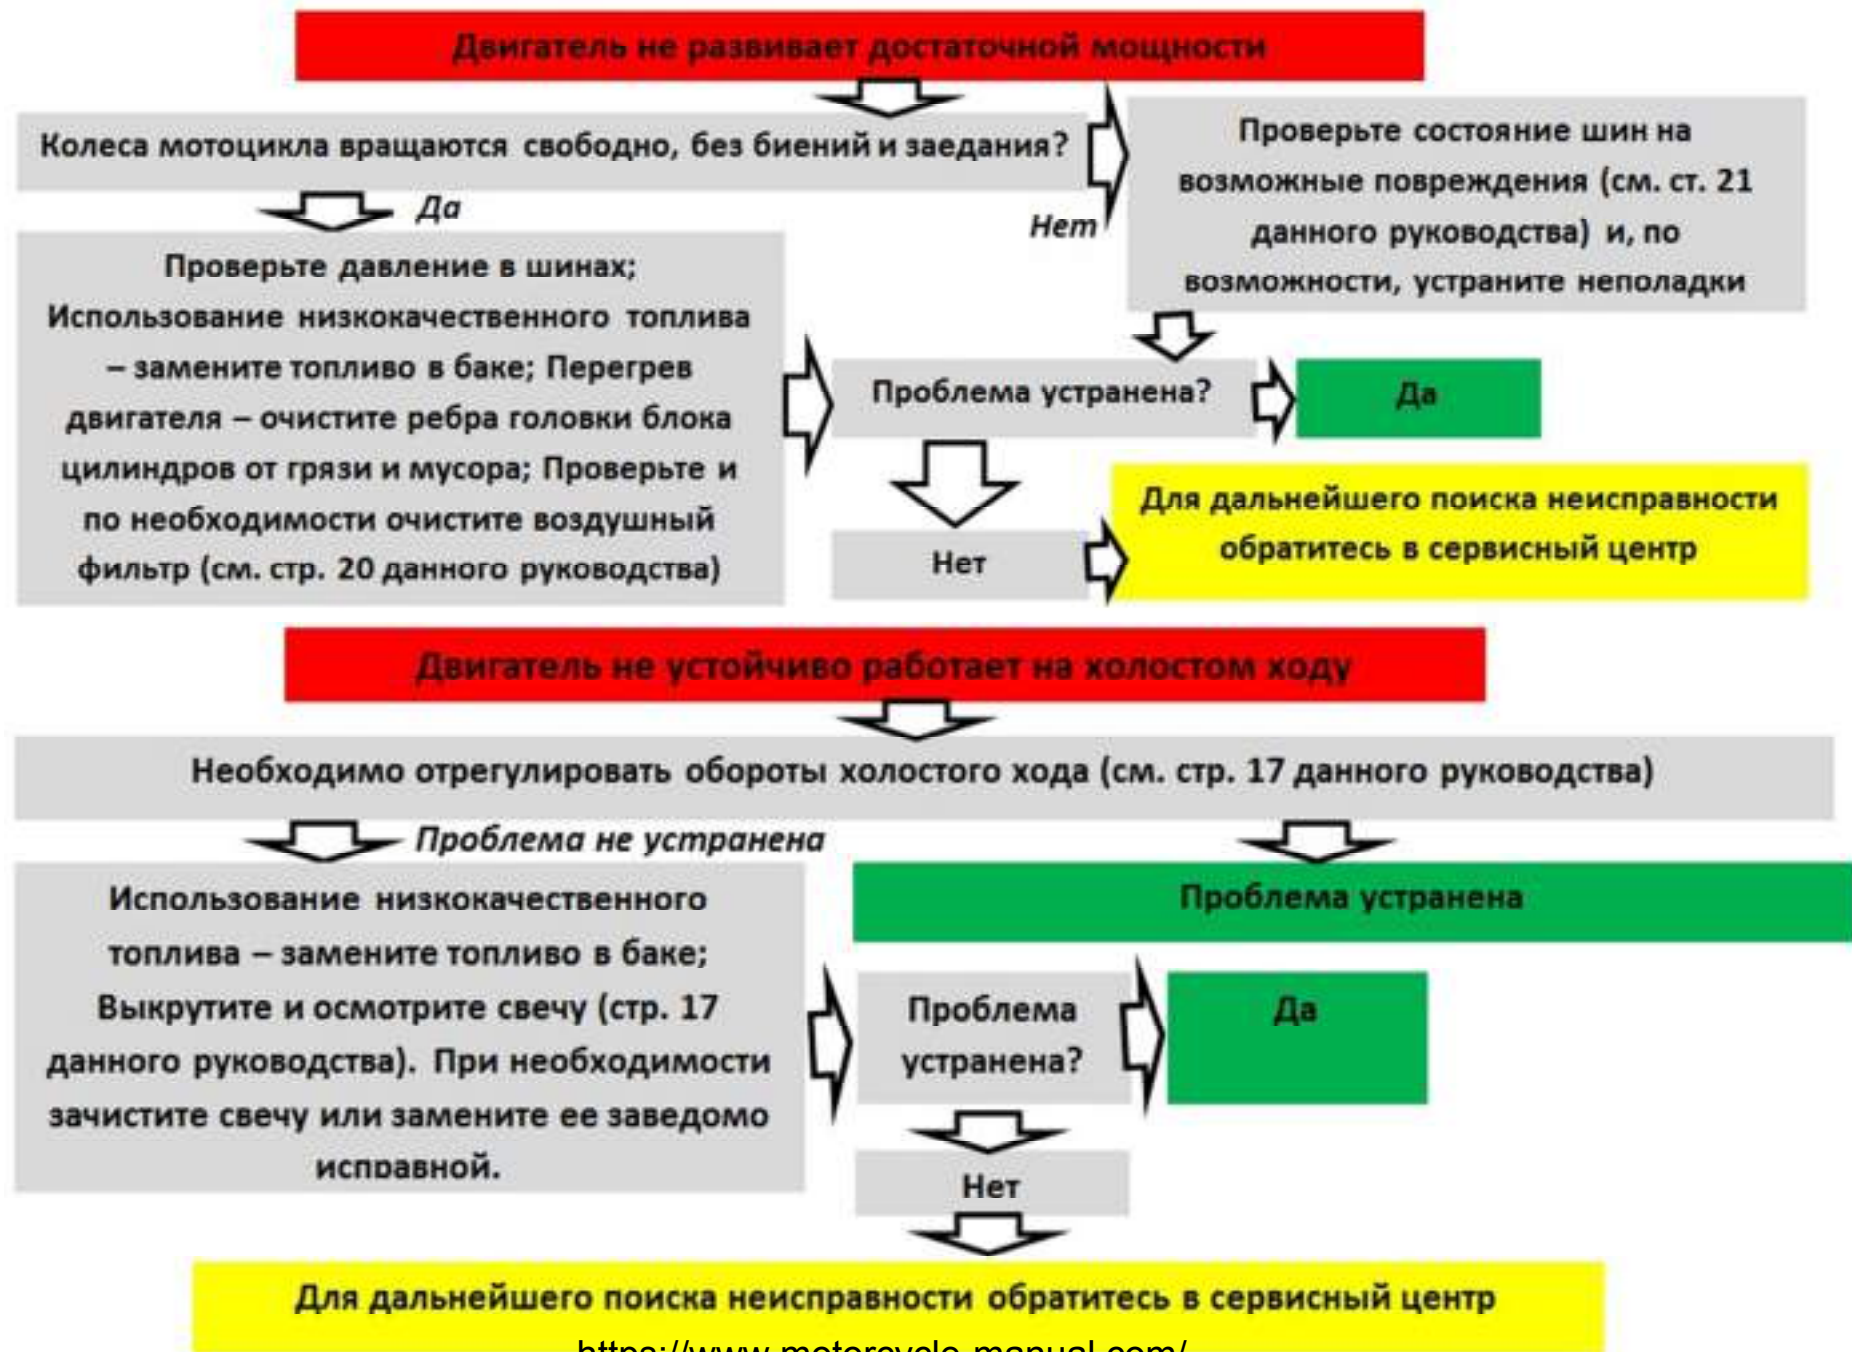 Двигатель не развивает достаточной мощности
Колеса мотоцикла вращаются свободно, без биений и заедания?
Да
Нет
Проверьте состояние шин на
возможные повреждения (см. ст. 21
данного руководства) и, по
возможности, устраните неполадки
Проверьте давление в шинах;
Использование низкокачественного топлива
– замените топливо в баке; Перегрев
двигателя – очистите ребра головки блока
цилиндров от грязи и мусора; Проверьте и
по необходимости очистите воздушный
фильтр (см. стр. 20 данного руководства)
Проблема устранена?
Да
Нет
Для дальнейшего поиска неисправности
обратитесь в сервисный центр
Двигатель не устойчиво работает на холостом ходу
Необходимо отрегулировать обороты холостого хода (см. стр. 17 данного руководства)
Проблема не устранена
Проблема устранена
Использование низкокачественного
топлива – замените топливо в баке;
Выкрутите и осмотрите свечу (стр. 17
данного руководства). При необходимости
зачистите свечу или замените ее заведомо
исправной.
Проблема
устранена?
Да
Нет
Для дальнейшего поиска неисправности обратитесь в сервисный центр
https://www.motorcycle-manual.com/